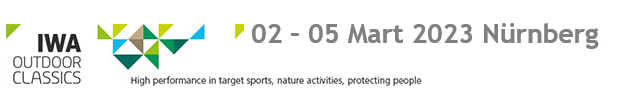 IWA
OUTDOOR
CLASSICS
02 – 05 Mart 2023 Nürnberg
High performance in target sports, nature activities, protecting people